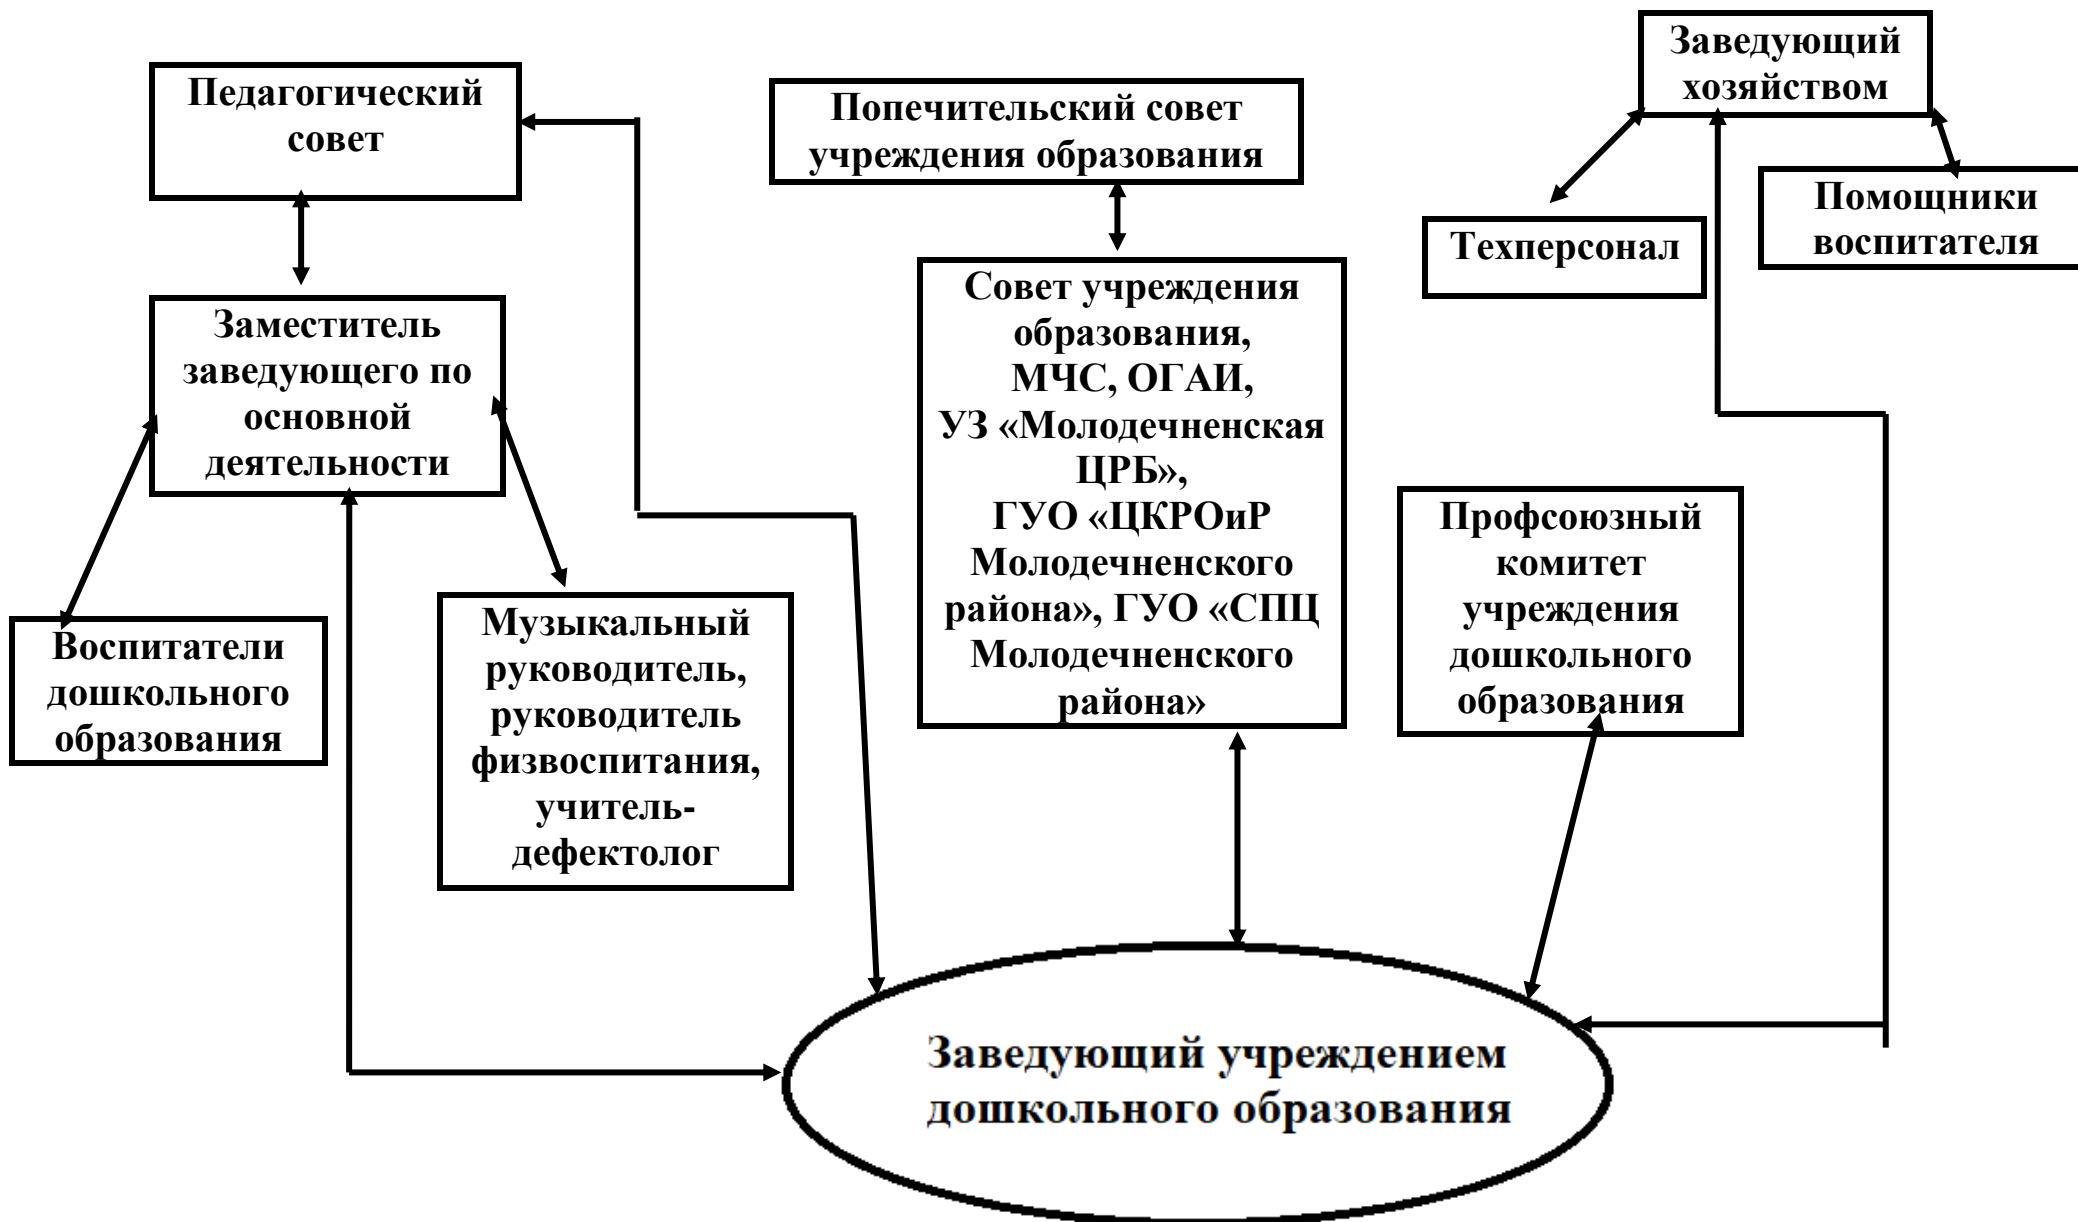 Педагогический
совет
Попечительский совет
учреждения образования
Заведующий
хозяйством
Техперсонал
Помощники
воспитателя
Заместитель
заведующего по
основной
деятельности
Совет учреждения
образования,
МЧС, ОГАИ,
УЗ «Молодечненская
ЦРБ»,
ГУО «ЦКРОиР
Молодечненского
района», ГУО «СПЦ
Молодечненского
района»
Профсоюзный
комитет
учреждения
дошкольного
образования
Воспитатели
дошкольного
образования
Музыкальный
руководитель,
руководитель
физвоспитания,
учитель-
дефектолог
Заведующий учреждением
дошкольного образования